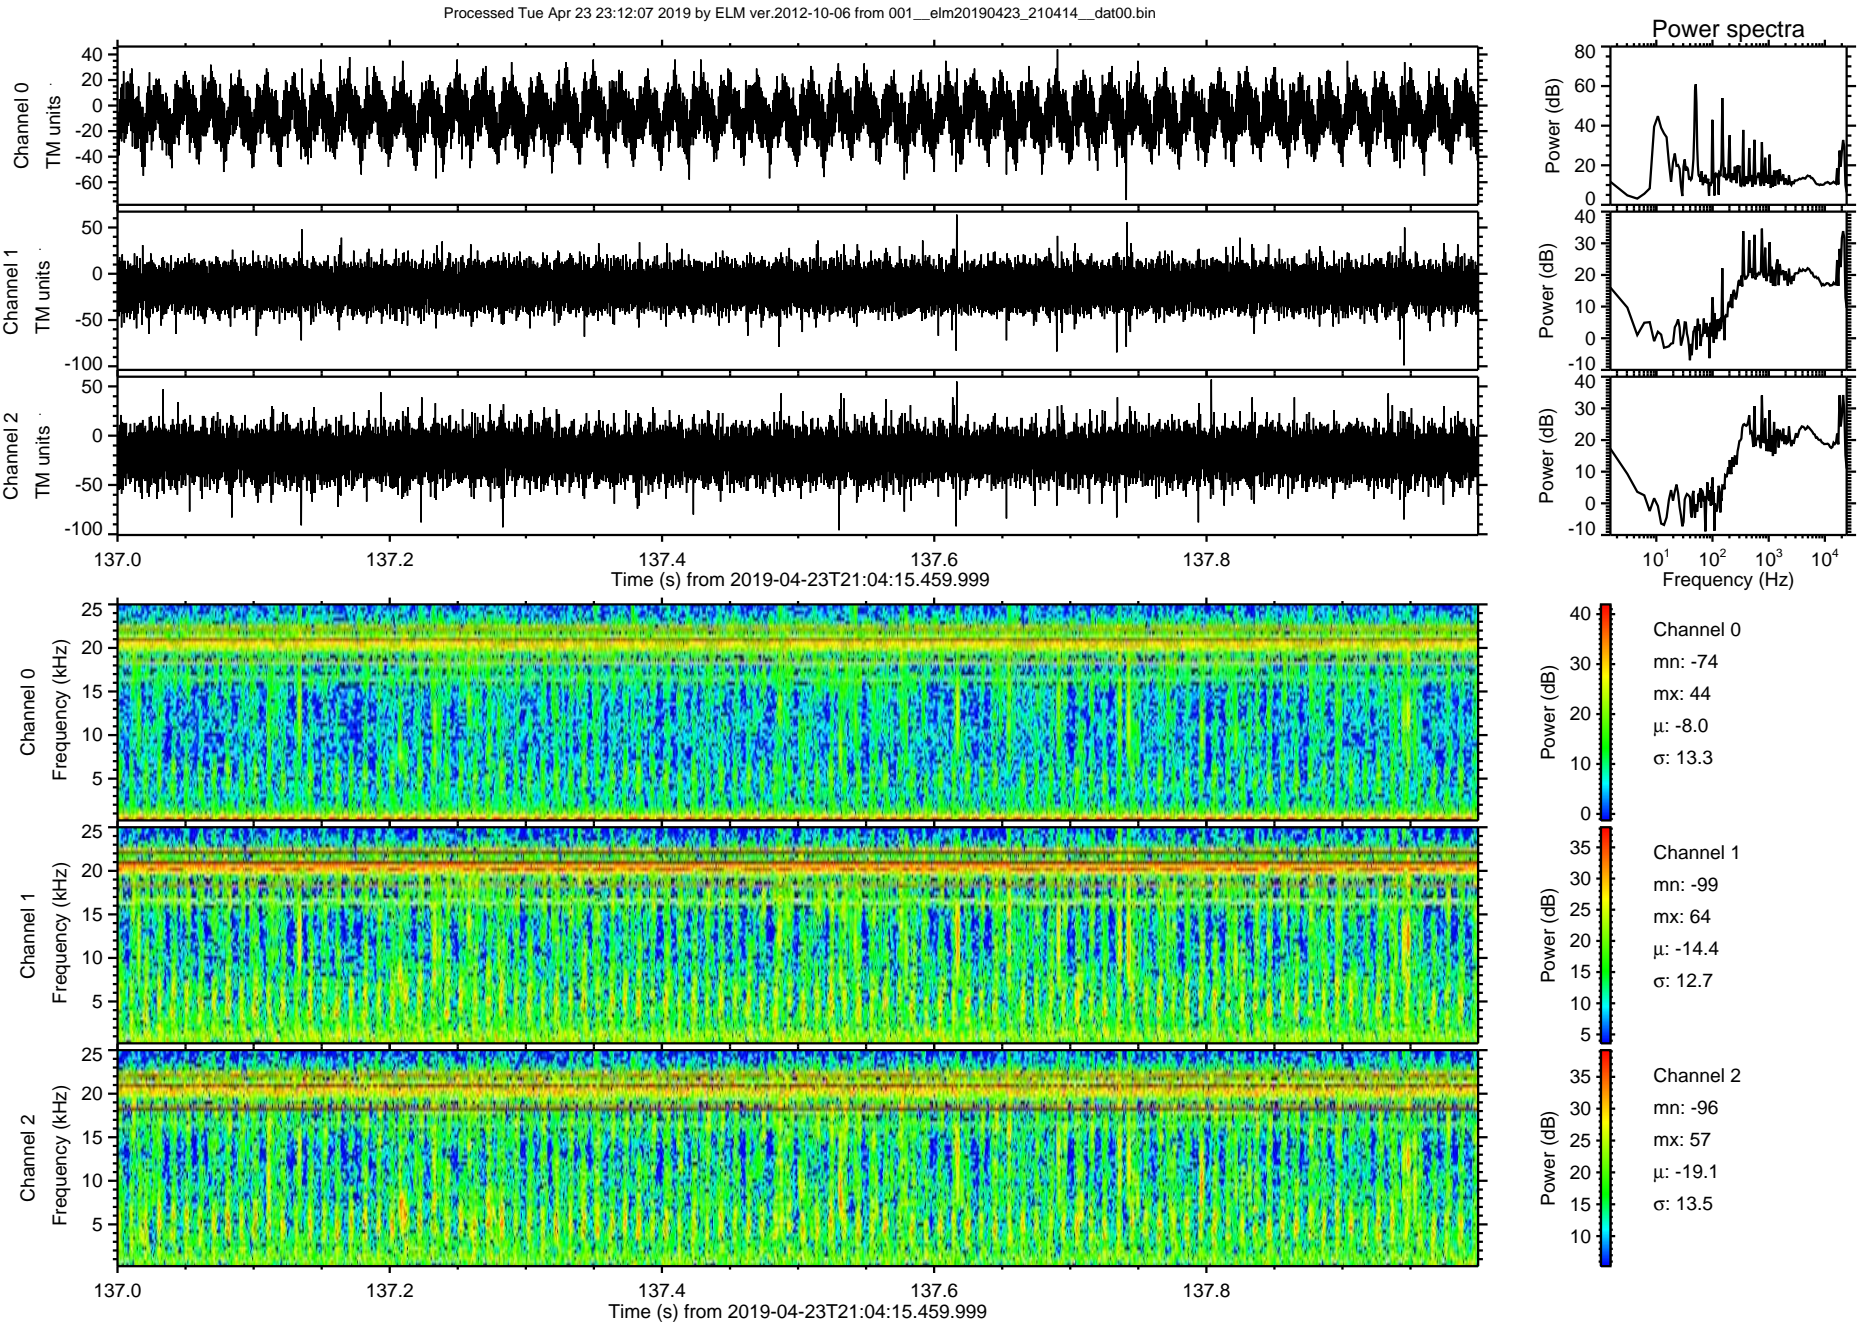 Processed Tue Apr 23 23:12:07 2019 by ELM ver.2012-10-06 from 001__elm20190423_210414__dat00.bin
Power spectra
Channel 0
TM units
40
20
0
-20
-40
-60
Power (dB)
80
60
40
20
0
Channel 1
TM units
50
0
-50
-100
Power (dB)
40
30
20
10
0
-10
Channel 2
TM units
50
0
-50
-100
Power (dB)
40
30
20
10
0
-10
137.0 137.2 137.4 137.6 137.8
Time (s) from 2019-04-23T21:04:15.459.999
10^1 10^2 10^3 10^4
Frequency (Hz)
Channel 0
Frequency (kHz)
25
20
15
10
5
Power (dB)
40
30
20
10
0
Channel 0
mn: -74
mx: 44
μ: -8.0
σ: 13.3
Channel 1
Frequency (kHz)
25
20
15
10
5
Power (dB)
35
30
25
20
15
10
5
Channel 1
mn: -99
mx: 64
μ: -14.4
σ: 12.7
Channel 2
Frequency (kHz)
25
20
15
10
5
Power (dB)
35
30
25
20
15
10
Channel 2
mn: -96
mx: 57
μ: -19.1
σ: 13.5
137.0 137.2 137.4 137.6 137.8
Time (s) from 2019-04-23T21:04:15.459.999